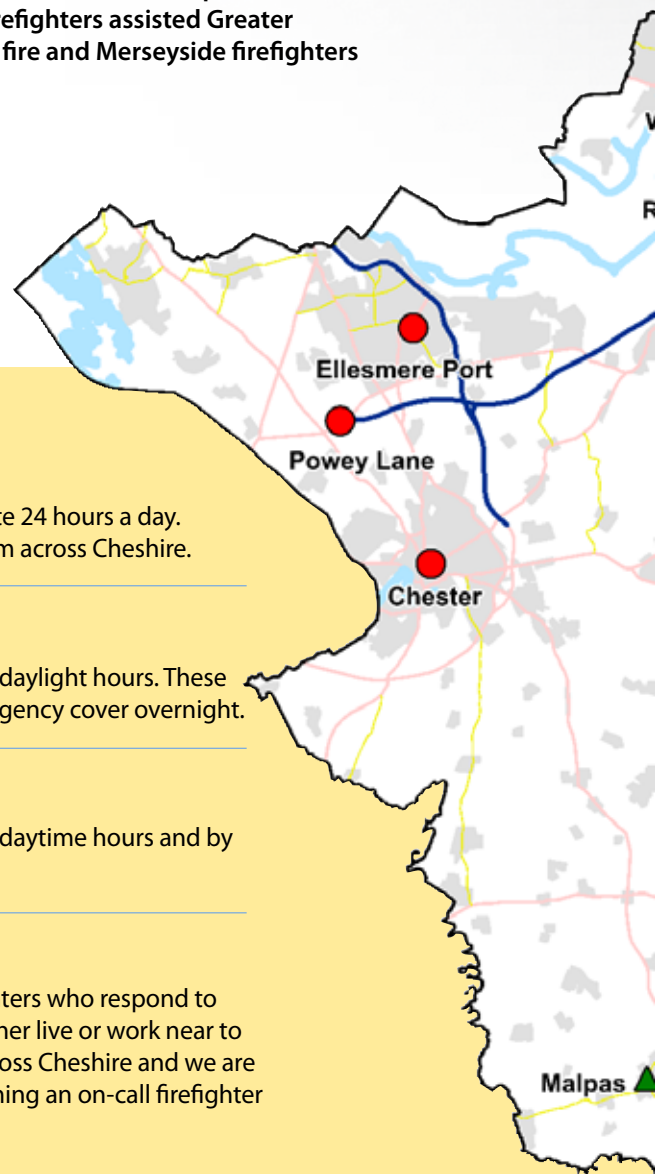 refighters assisted Greater
fire and Merseyside firefighters
Ellesmere Port
Powey Lane
Chester
Malpas
te 24 hours a day.
m across Cheshire.
daylight hours. These
gency cover overnight.
daytime hours and by
ters who respond to
her live or work near to
oss Cheshire and we are
ning an on-call firefighter